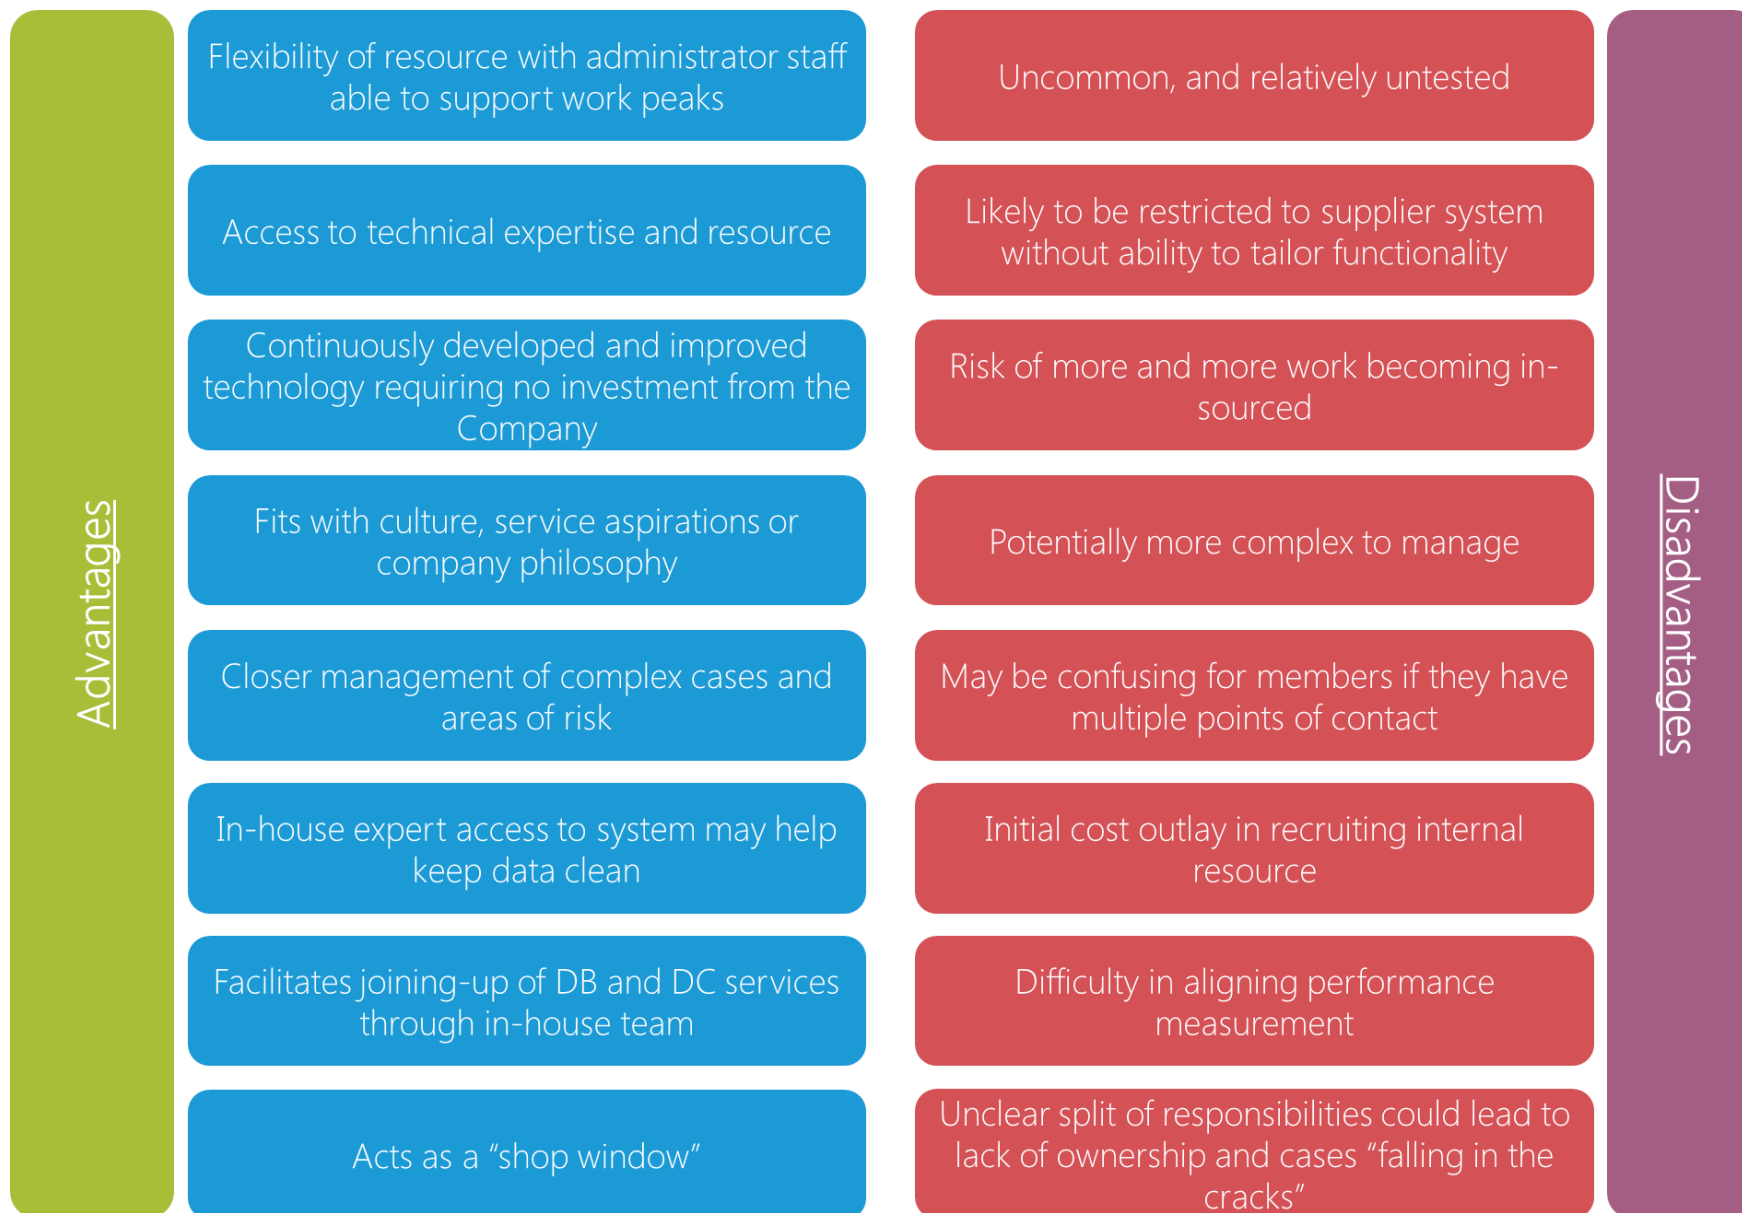 Advantages
Flexibility of resource with administrator staff
able to support work peaks
Access to technical expertise and resource
Continuously developed and improved
technology requiring no investment from the
Company
Fits with culture, service aspirations or
company philosophy
Closer management of complex cases and
areas of risk
In-house expert access to system may help
keep data clean
Facilitates joining-up of DB and DC services
through in-house team
Acts as a “shop window”
Uncommon, and relatively untested
Likely to be restricted to supplier system
without ability to tailor functionality
Risk of more and more work becoming in-
sourced
Potentially more complex to manage
May be confusing for members if they have
multiple points of contact
Initial cost outlay in recruiting internal
resource
Difficulty in aligning performance
measurement
Unclear split of responsibilities could lead to
lack of ownership and cases “falling in the
cracks”
Disadvantages